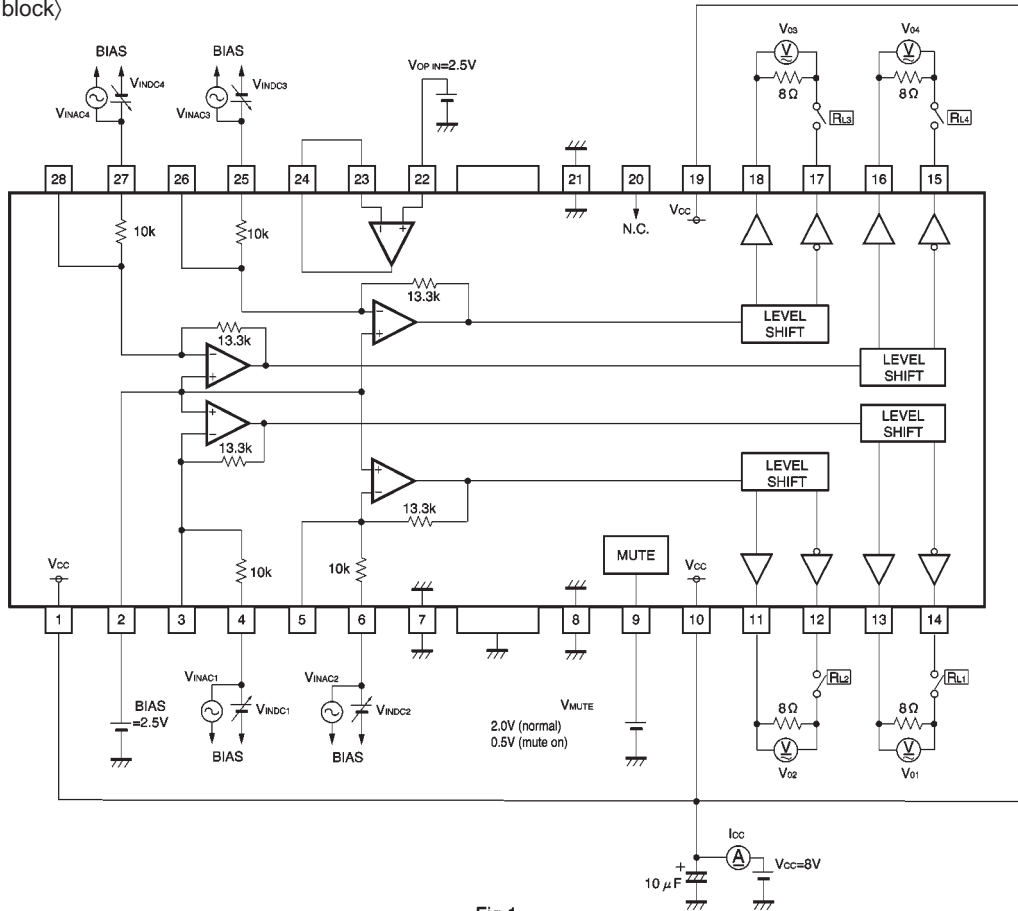 block〉
BIAS
VINDC4
VINAC4
BIAS
VINDC3
VINAC3
VOP IN=2.5V
V03
8Ω
RL3
V04
8Ω
RL4
28
27
26
25
24
23
22
21
20
19
18
17
16
15
10k
10k
N.C.
VCC
- +
13.3k
-
+
LEVEL
SHIFT
13.3k
-
+
LEVEL
SHIFT
+
-
13.3k
LEVEL
SHIFT
+
-
13.3k
LEVEL
SHIFT
MUTE
VCC
10k
10k
VCC
1
2
3
4
5
6
7
8
9
10
11
12
13
14
BIAS
=2.5V
VINAC1
VINDC1
BIAS
VINAC2
VINDC2
BIAS
VMUTE
2.0V (normal)
0.5V (mute on)
RL2
8Ω
V
V02
RL1
8Ω
V
V01
ICC
A
VCC=8V
+
10 μF
Fig.1